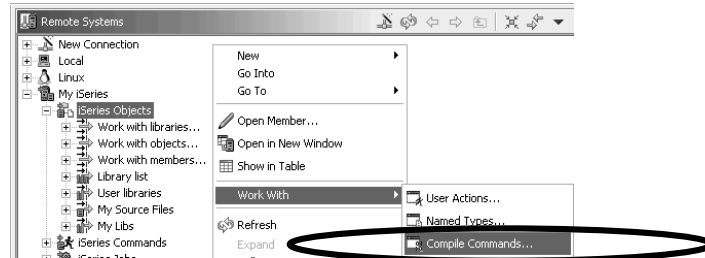 Remote Systems
New Connection
Local
Linux
My iSeries
iSeries Objects
Work with libraries...
Work with objects...
Work with members...
Library list
User libraries
My Source Files
My Libs
iSeries Commands
iSeries Jobs
New
Go Into
Go To
Open Member...
Open in New Window
Show in Table
Work With
Refresh
Expand
User Actions...
Named Types...
Compile Commands...